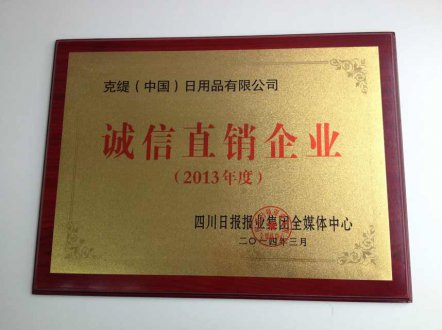 克缇（中国）日用品有限公司
诚信直销企业
（2013年度）
四川日报报业集团全媒体中心
二〇一四年三月